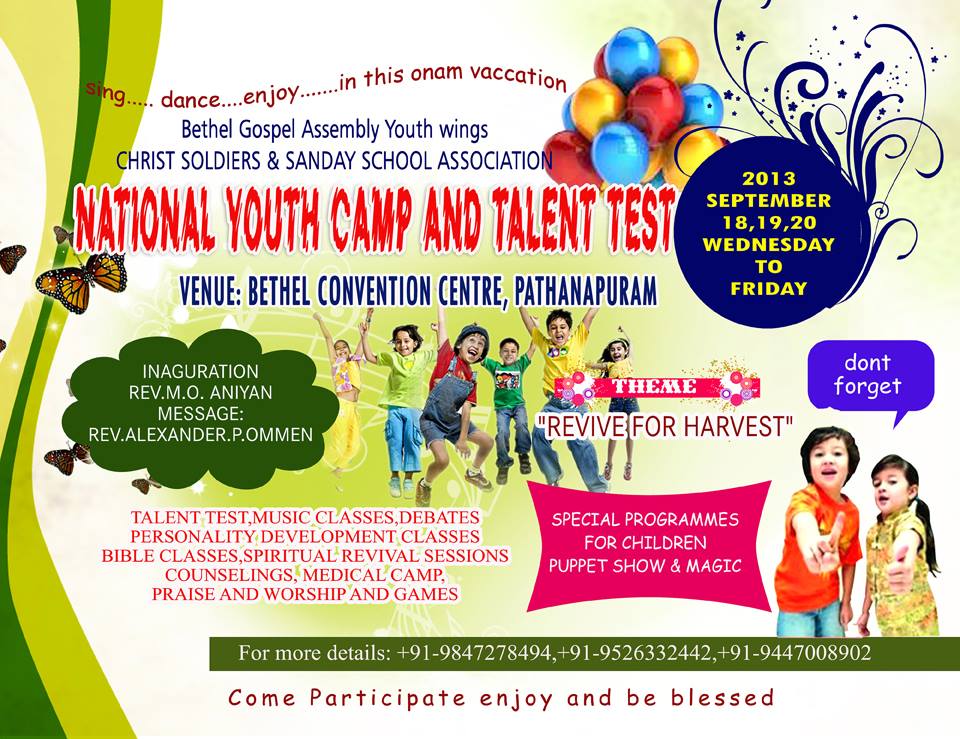 sing..... dance....enjoy.......in this onam vaccation
Bethel Gospel Assembly Youth wings
CHRIST SOLDIERS & SANDAY SCHOOL ASSOCIATION
NATIONAL YOUTH CAMP AND TALENT TEST
VENUE: BETHEL CONVENTION CENTRE, PATHANAPURAM
2013
SEPTEMBER
18,19,20
WEDNESDAY
TO
FRIDAY
INAGURATION
REV.M.O. ANIYAN
MESSAGE:
REV.ALEXANDER.P.OMMEN
THEME
"REVIVE FOR HARVEST"
dont
forget
TALENT TEST,MUSIC CLASSES,DEBATES
PERSONALITY DEVELOPMENT CLASSES
BIBLE CLASSES,SPIRITUAL REVIVAL SESSIONS
COUNSELINGS, MEDICAL CAMP,
PRAISE AND WORSHIP AND GAMES
SPECIAL PROGRAMMES
FOR CHILDREN
PUPPET SHOW & MAGIC
For more details: +91-9847278494,+91-9526332442,+91-9447008902
Come Participate enjoy and be blessed